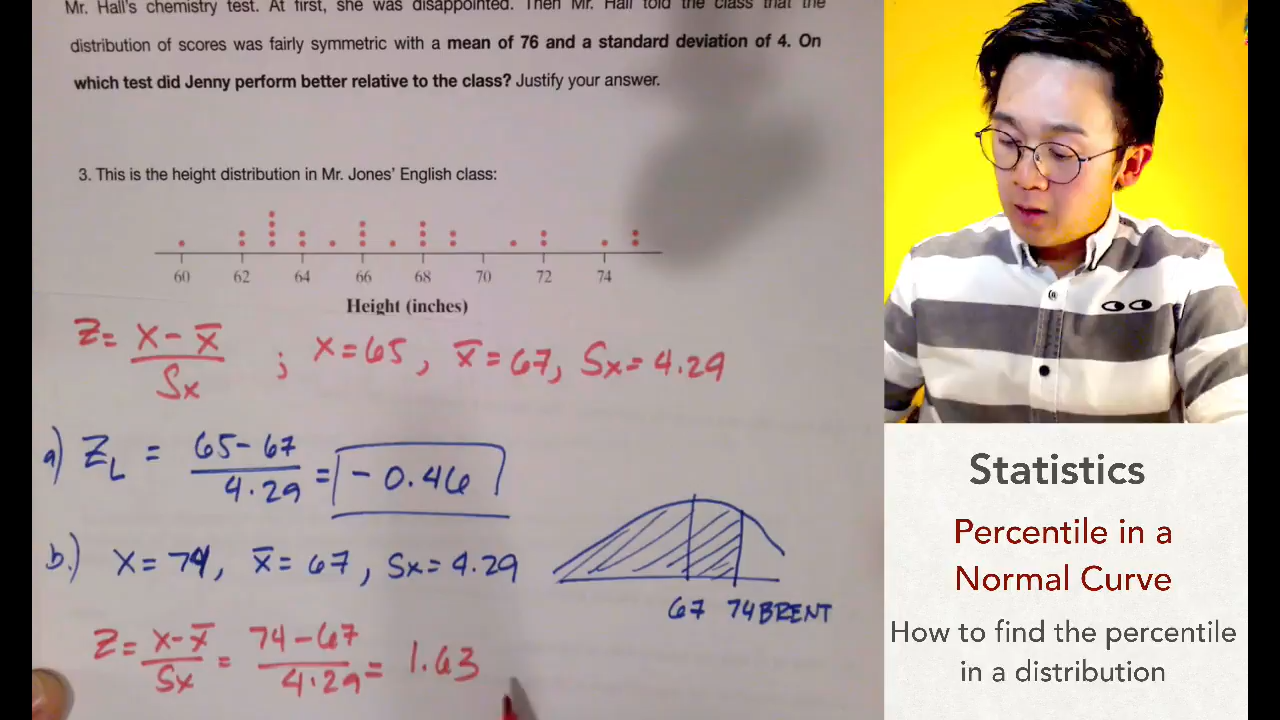 Mr. Hall's chemistry test. At first, she was disappointed. Then Mr. Hall told the class that the
distribution of scores was fairly symmetric with a mean of 76 and a standard deviation of 4. On
which test did Jenny perform better relative to the class? Justify your answer.
3. This is the height distribution in Mr. Jones' English class:
60 62 64 66 68 70 72 74
Height (inches)
Z = x - x̄ / Sx ; x = 65, x̄ = 67, Sx = 4.29
a) ZL = 65 - 67 / 4.29 = -0.46
b.) x = 74, x̄ = 67, Sx = 4.29
67 74 BRENT
Z = x - x̄ / Sx = 74 - 67 / 4.29 = 1.63
Statistics
Percentile in a
Normal Curve
How to find the percentile
in a distribution